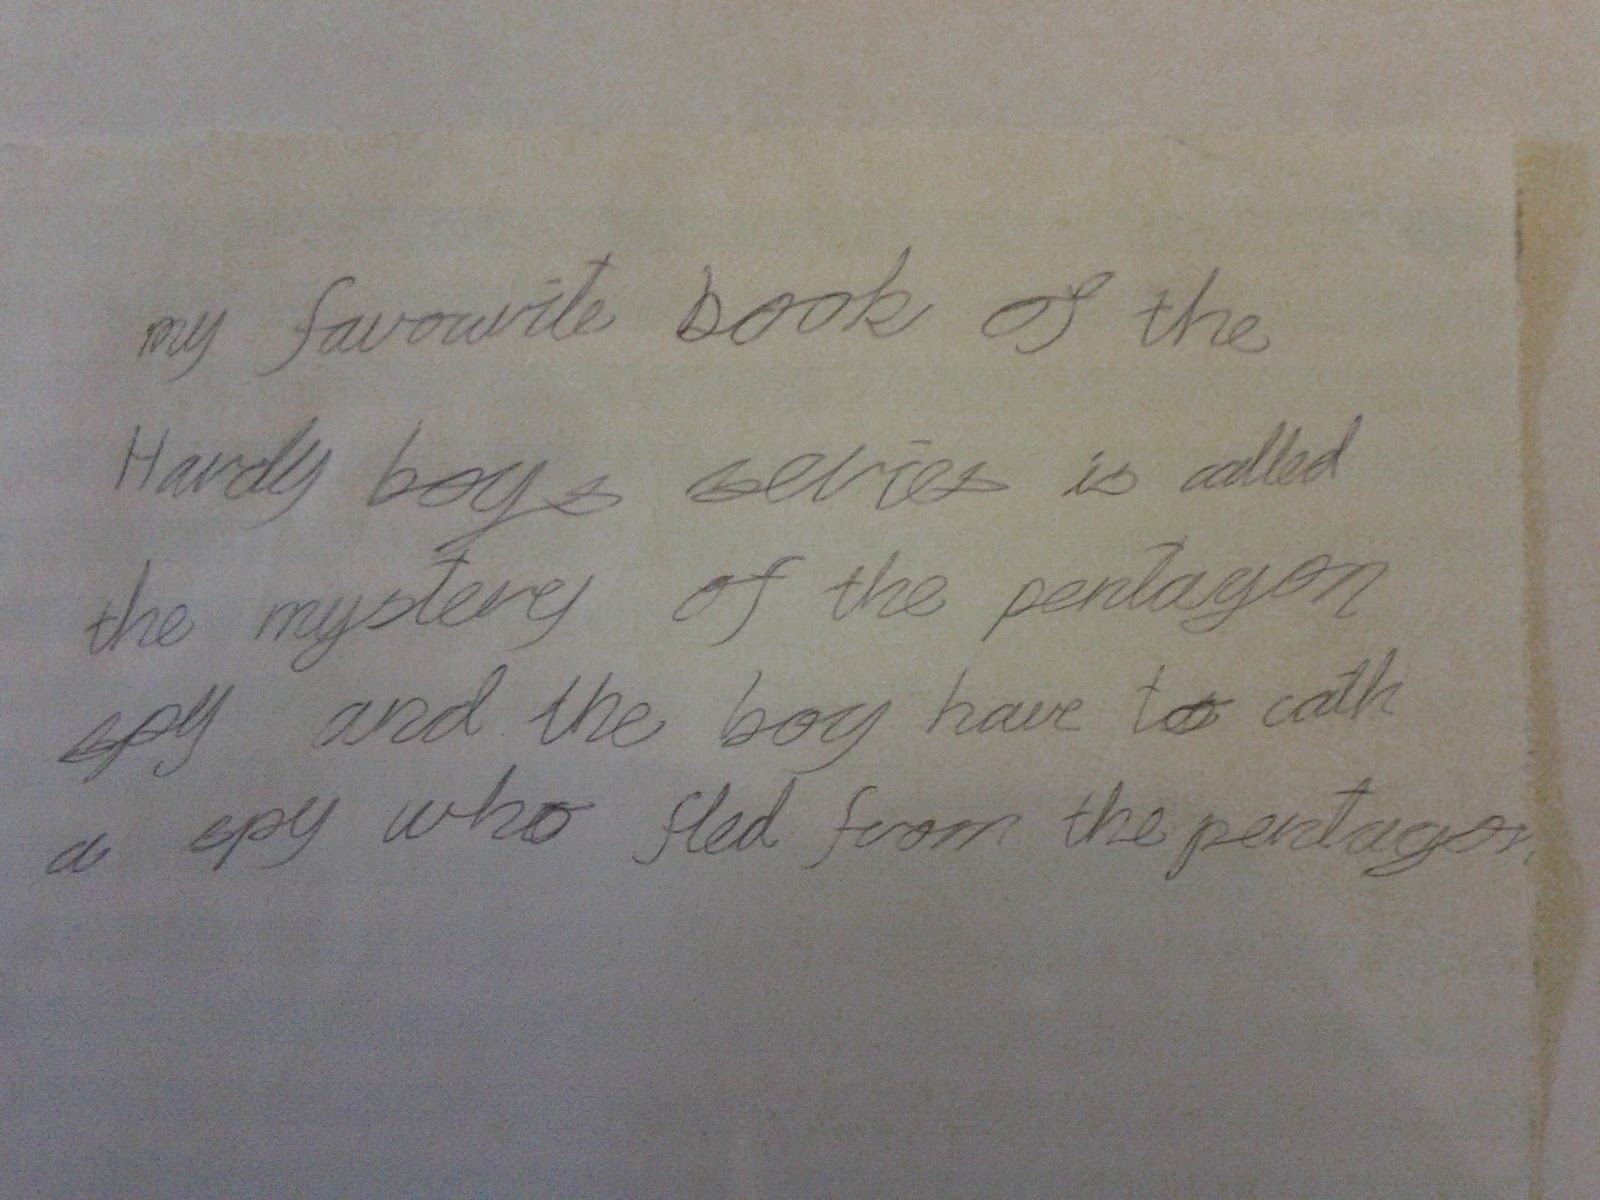 my favourite book of the
Hardy boys series is called
the mystery of the pentagon
spy and the boy have to cath
a spy who fled from the pentagon.